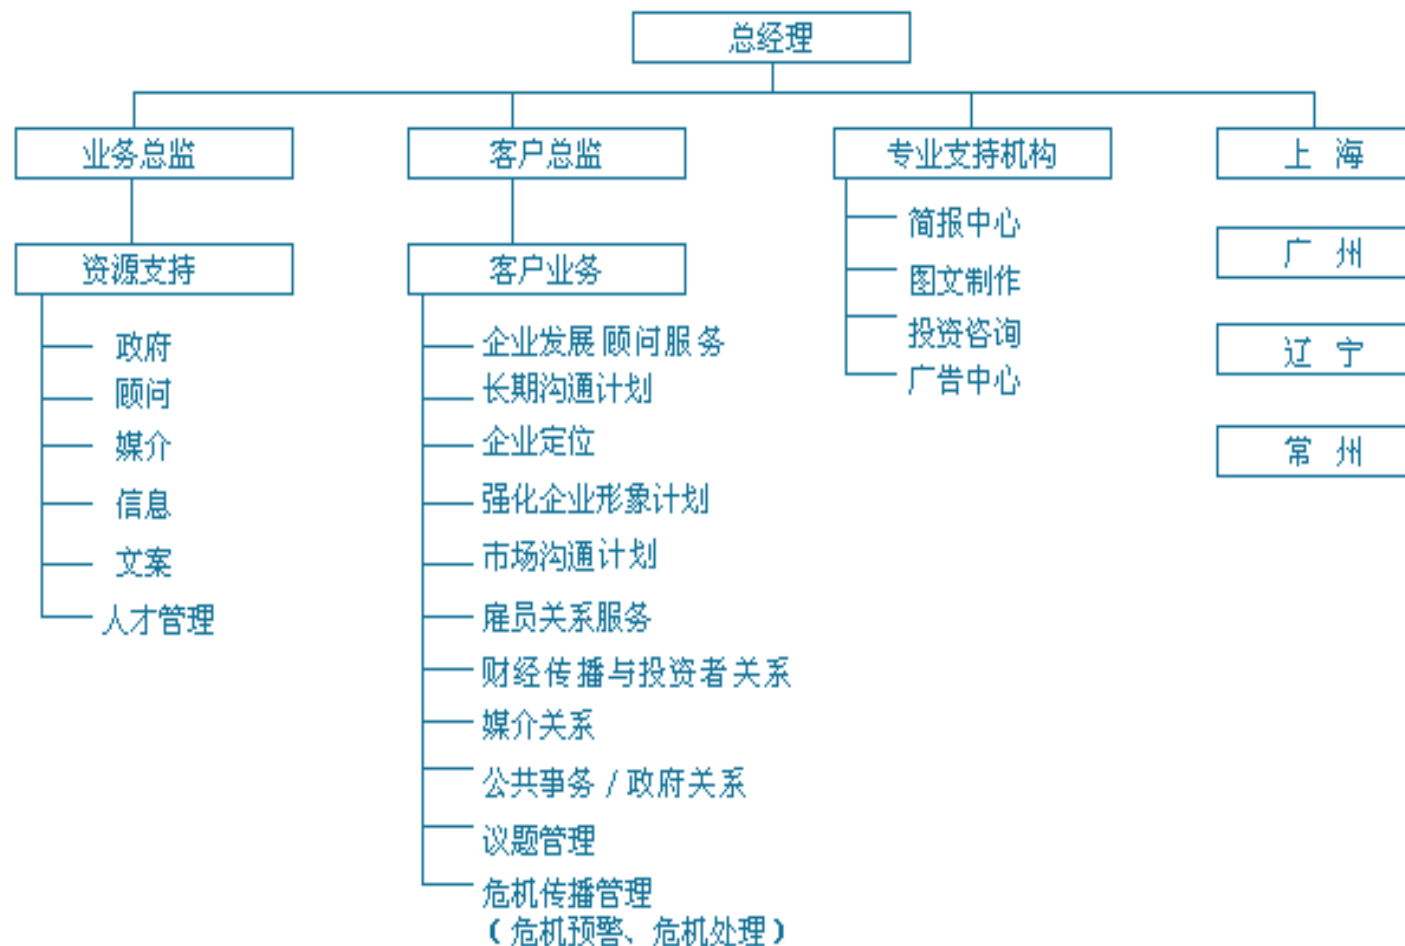 总经理
业务总监
客户总监
专业支持机构
上 海
资源支持
政府
顾问
媒介
信息
文案
人才管理
客户业务
企业发展顾问服务
长期沟通计划
企业定位
强化企业形象计划
市场沟通计划
雇员关系服务
财经传播与投资者关系
媒介关系
公共事务 / 政府关系
议题管理
危机传播管理
（危机预警、危机处理）
简报中心
图文制作
投资咨询
广告中心
广 州
辽 宁
常 州